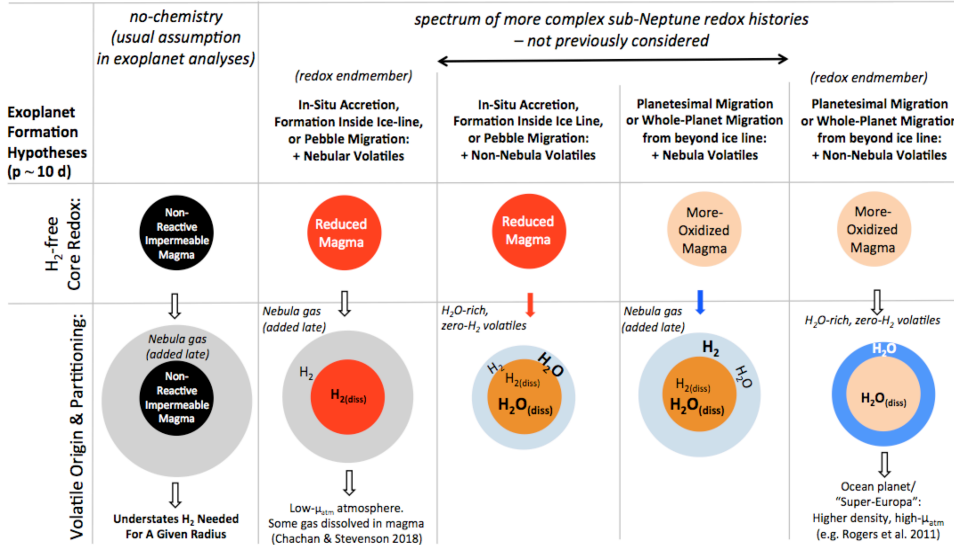 no-chemistry
(usual assumption
in exoplanet analyses)
spectrum of more complex sub-Neptune redox histories
– not previously considered
Exoplanet
Formation
Hypotheses
(p ~ 10 d)
(redox endmember)
In-Situ Accretion,
Formation Inside Ice-line,
or Pebble Migration:
+ Nebular Volatiles
In-Situ Accretion,
Formation Inside Ice Line,
or Pebble Migration:
+ Non-Nebula Volatiles
Planetesimal Migration
or Whole-Planet Migration
from beyond ice line:
+ Nebula Volatiles
(redox endmember)
Planetesimal Migration
or Whole-Planet Migration
from beyond ice line:
+ Non-Nebula Volatiles
H₂-free
Core Redox:
Non-
Reactive
Impermeable
Magma
Reduced
Magma
Reduced
Magma
More-
Oxidized
Magma
More-
Oxidized
Magma
Volatile Origin & Partitioning:
Nebula gas
(added late)
Non-
Reactive
Impermeable
Magma
Understates H₂ Needed
For A Given Radius
Nebula gas
(added late)
H₂
H₂(diss)
Low-μatm atmosphere.
Some gas dissolved in magma
(Chachan & Stevenson 2018)
H₂O-rich,
zero-H₂ volatiles
H₂
H₂O
H₂(diss)
H₂O(diss)
Nebula gas
(added late)
H₂
H₂O
H₂(diss)
H₂O(diss)
H₂O-rich, zero-H₂ volatiles
H₂O
H₂O(diss)
Ocean planet/
"Super-Europa":
Higher density, high-μatm
(e.g. Rogers et al. 2011)